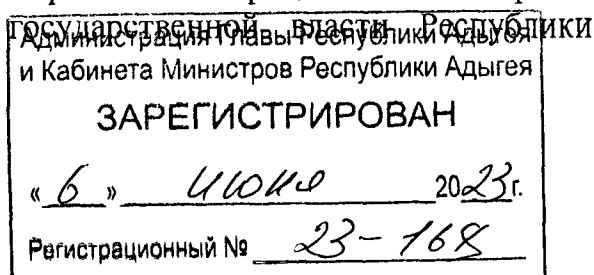 государственной власти Республики
Администрация Главы Республики Адыгея
и Кабинета Министров Республики Адыгея
ЗАРЕГИСТРИРОВАН
« 6 » июня 2023 г.
Регистрационный № 23-168